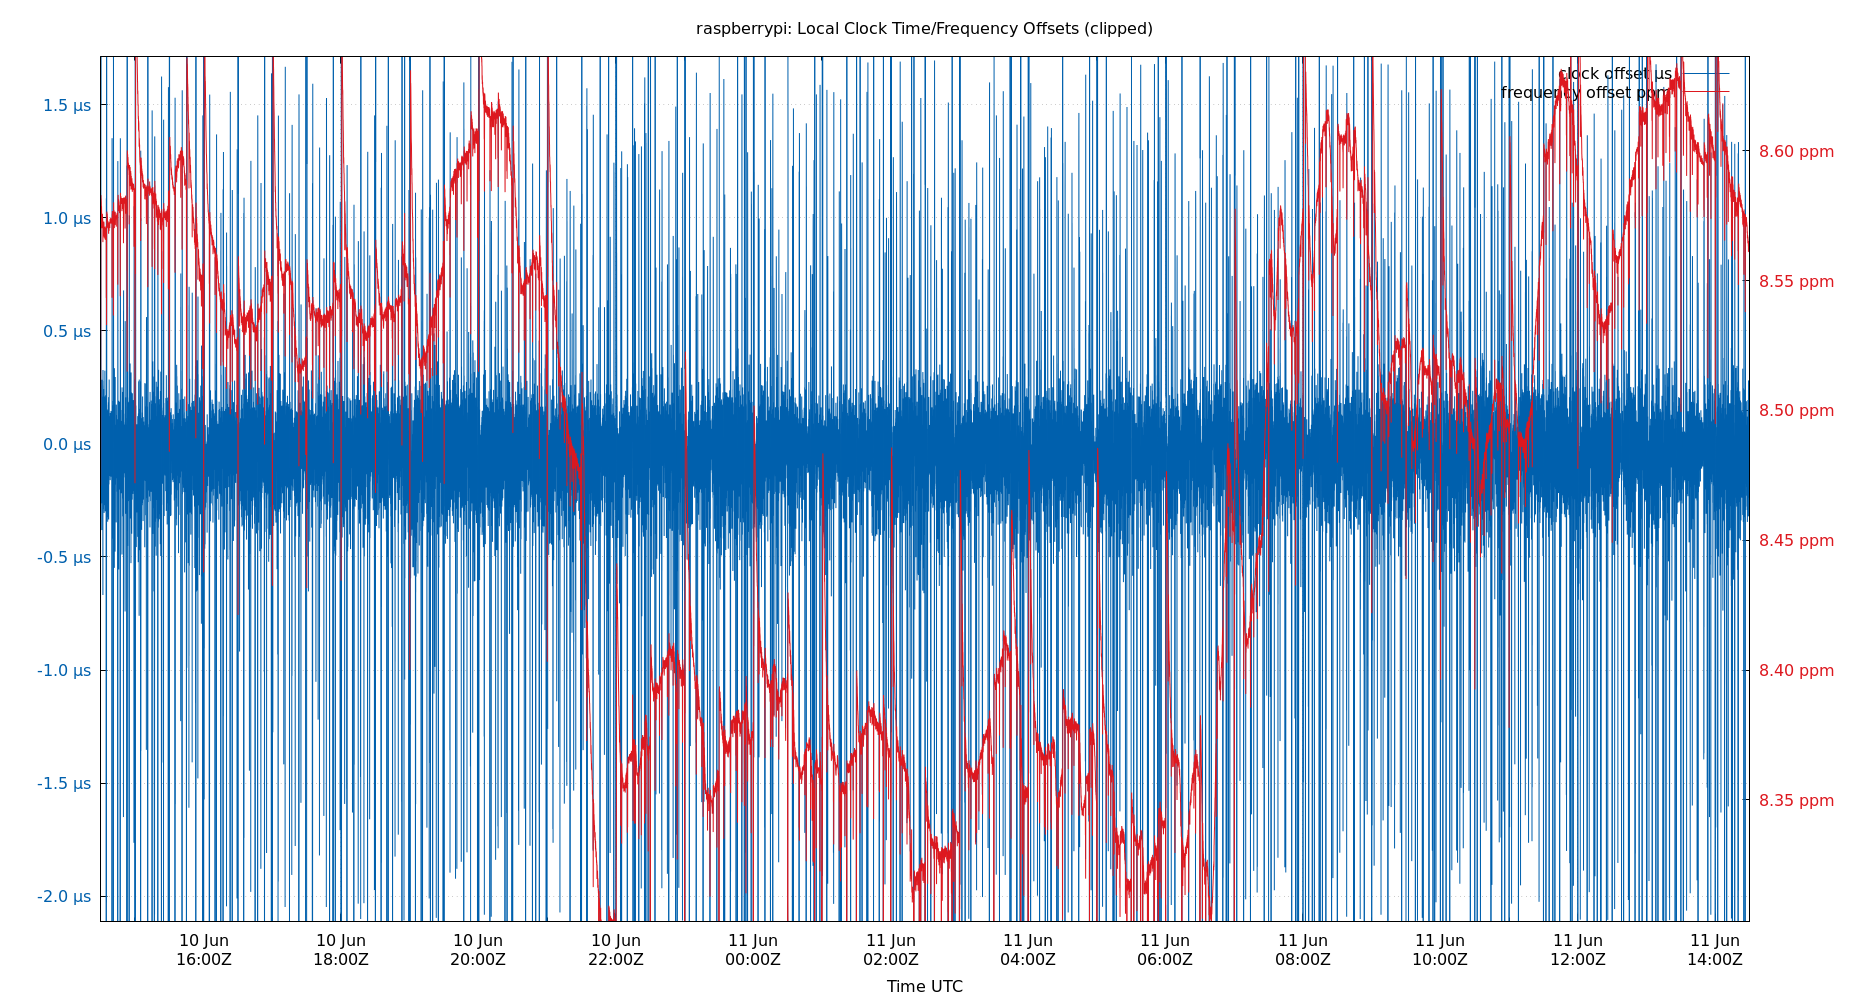 raspberrypi: Local Clock Time/Frequency Offsets (clipped)
clock offset µs
frequency offset ppm
1.5 µs
1.0 µs
0.5 µs
0.0 µs
-0.5 µs
-1.0 µs
-1.5 µs
-2.0 µs
8.60 ppm
8.55 ppm
8.50 ppm
8.45 ppm
8.40 ppm
8.35 ppm
10 Jun 10 Jun 10 Jun 10 Jun 11 Jun 11 Jun 11 Jun 11 Jun 11 Jun 11 Jun 11 Jun 11 Jun
16:00Z 18:00Z 20:00Z 22:00Z 00:00Z 02:00Z 04:00Z 06:00Z 08:00Z 10:00Z 12:00Z 14:00Z
Time UTC